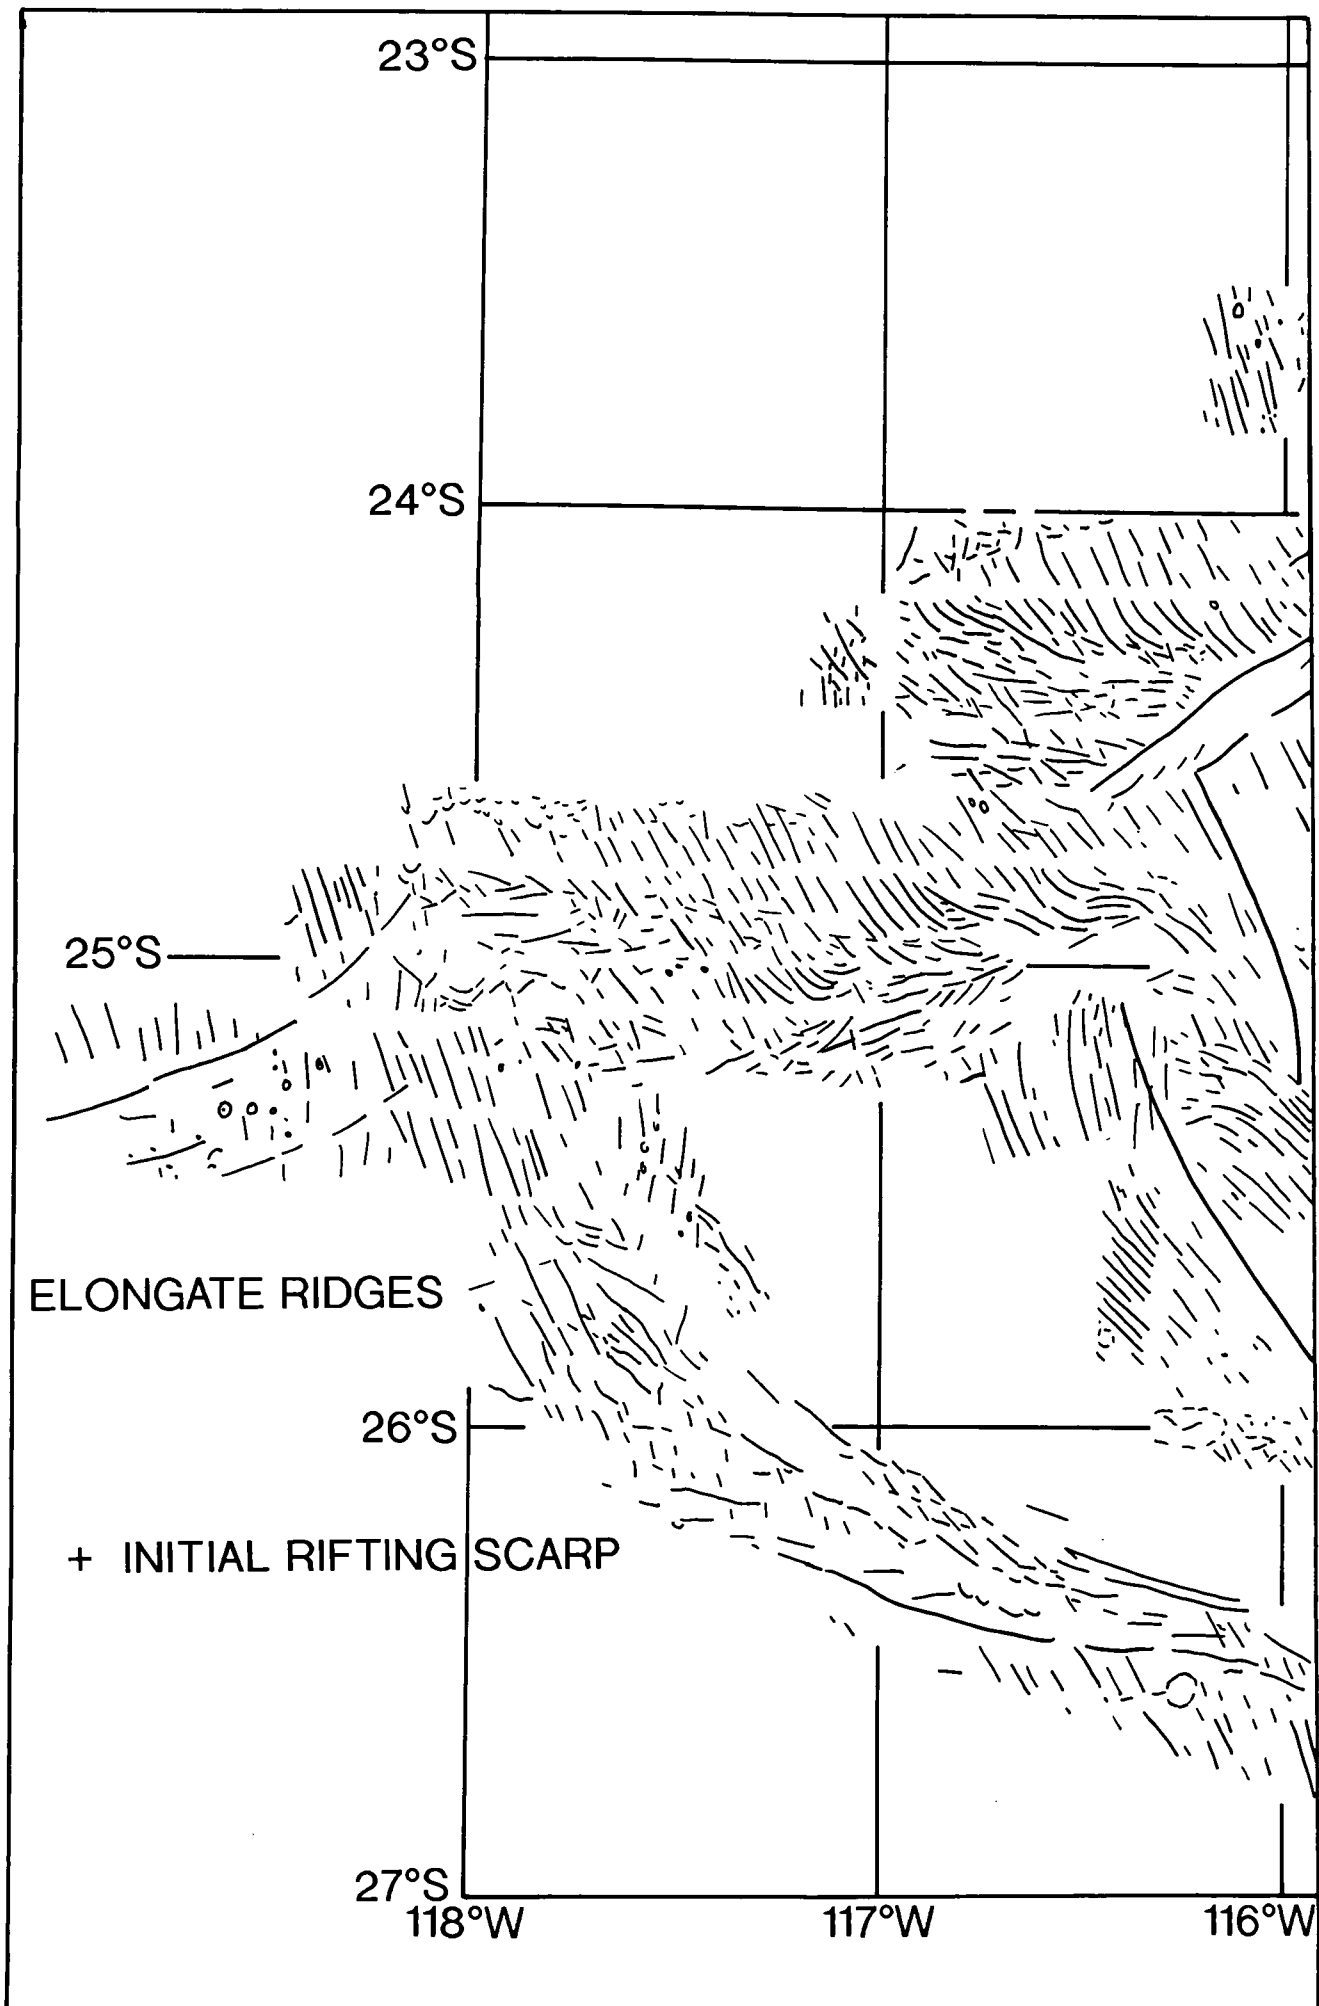 23°S
24°S
25°S
ELONGATE RIDGES
26°S
+ INITIAL RIFTING SCARP
27°S
118°W 117°W 116°W